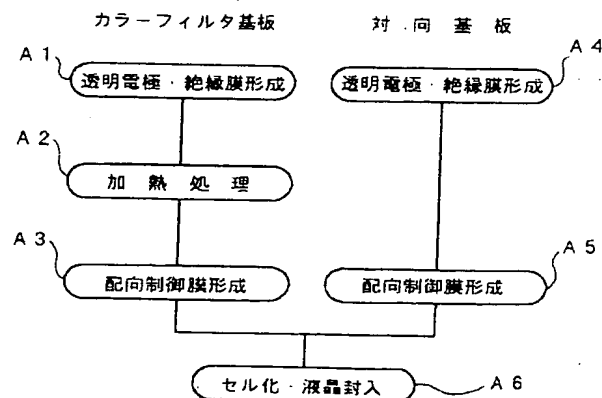 カラーフィルタ基板
対向基板
A1
透明電極・絶縁膜形成
A4
透明電極・絶縁膜形成
A2
加熱処理
A3
配向制御膜形成
A5
配向制御膜形成
セル化・液晶封入
A6